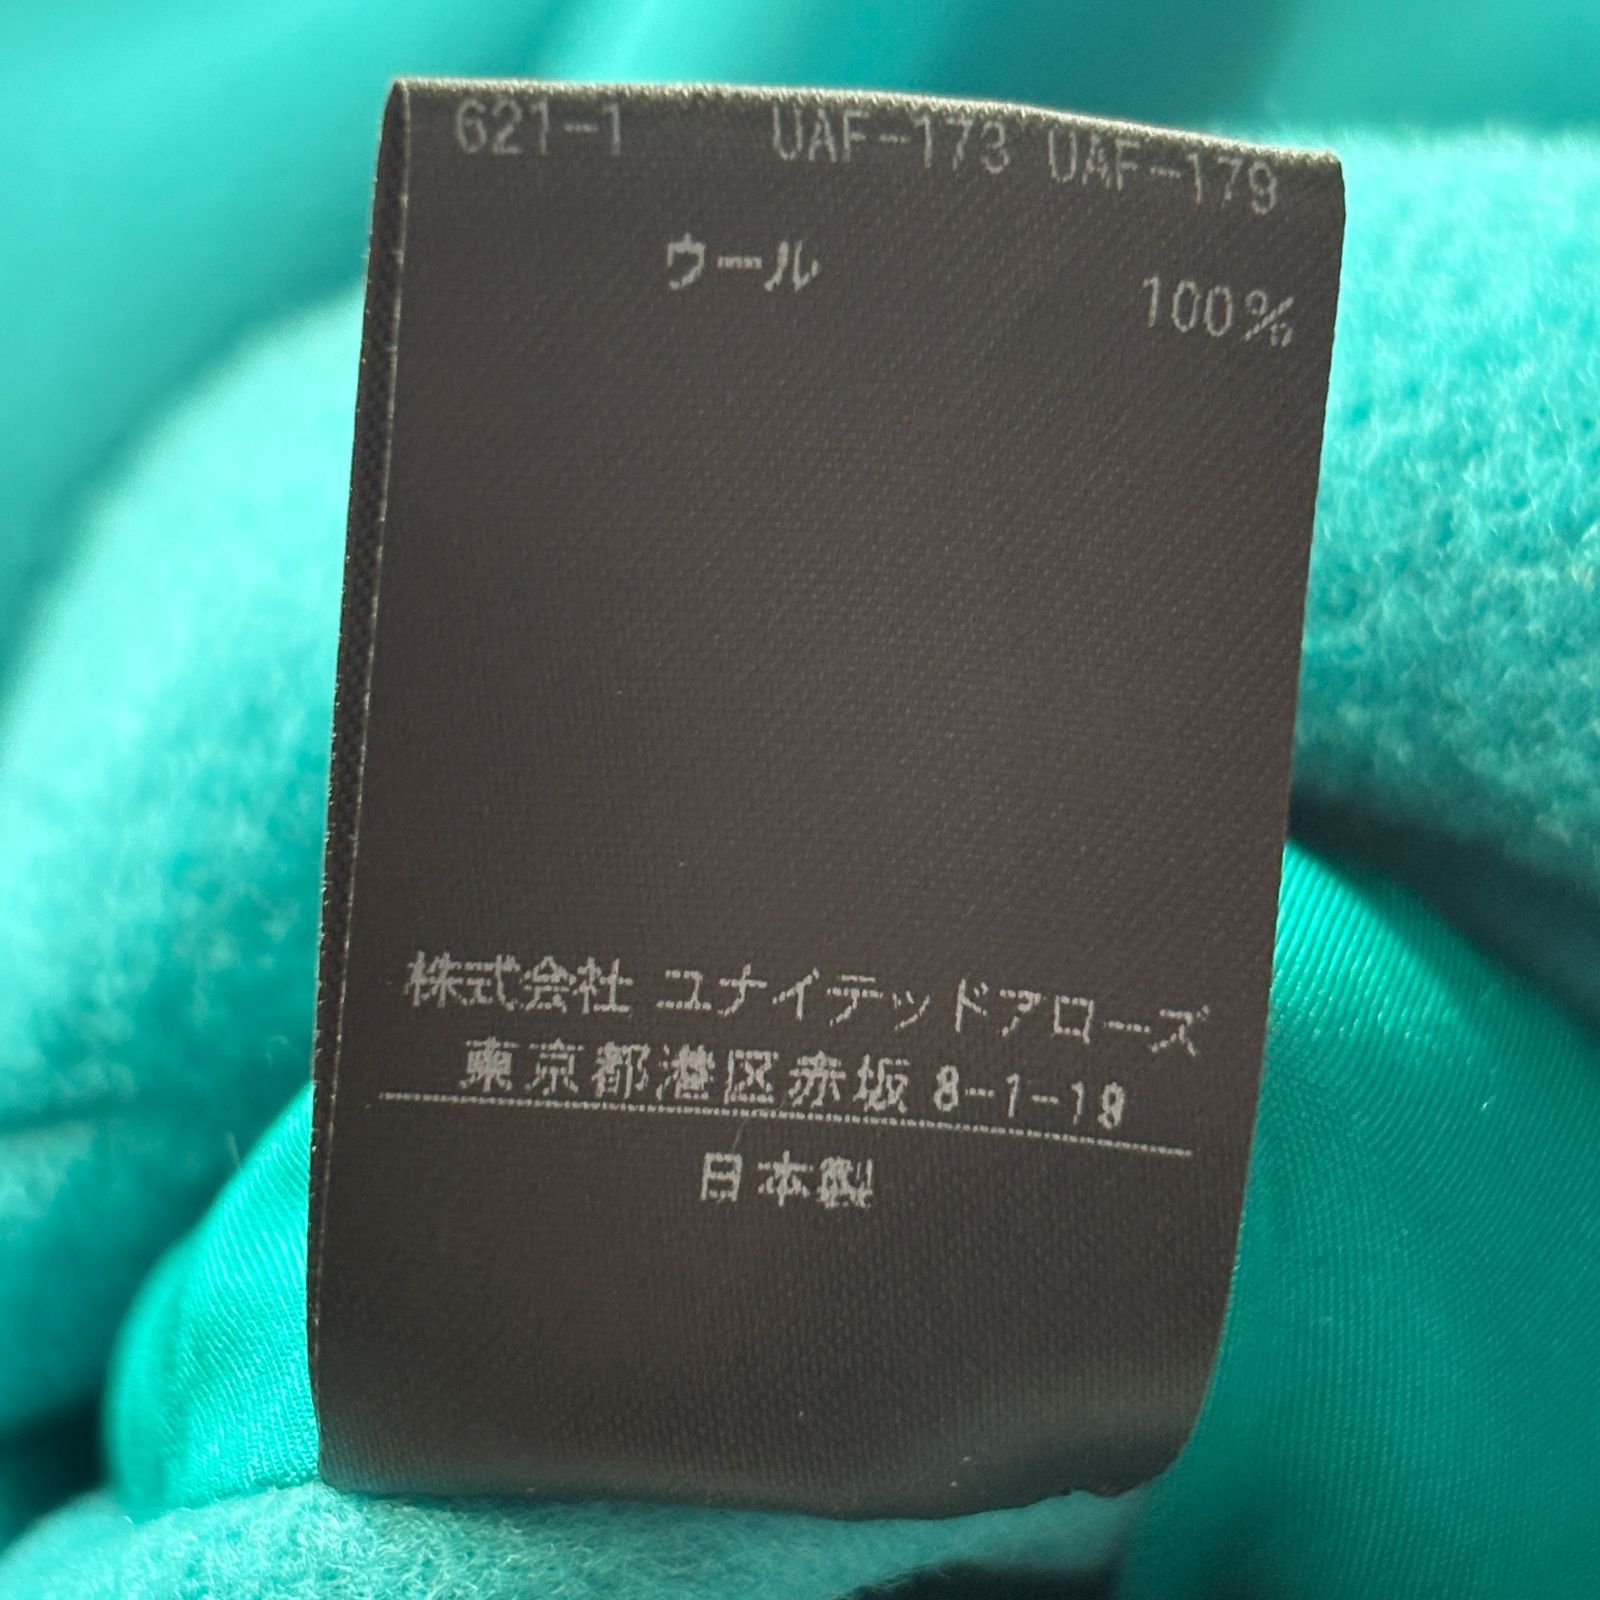 621-1 UAF-173 UAF-179
ウール 100%
株式会社 ユナイテッドアローズ
東京都港区赤坂 8-1-19
日本製